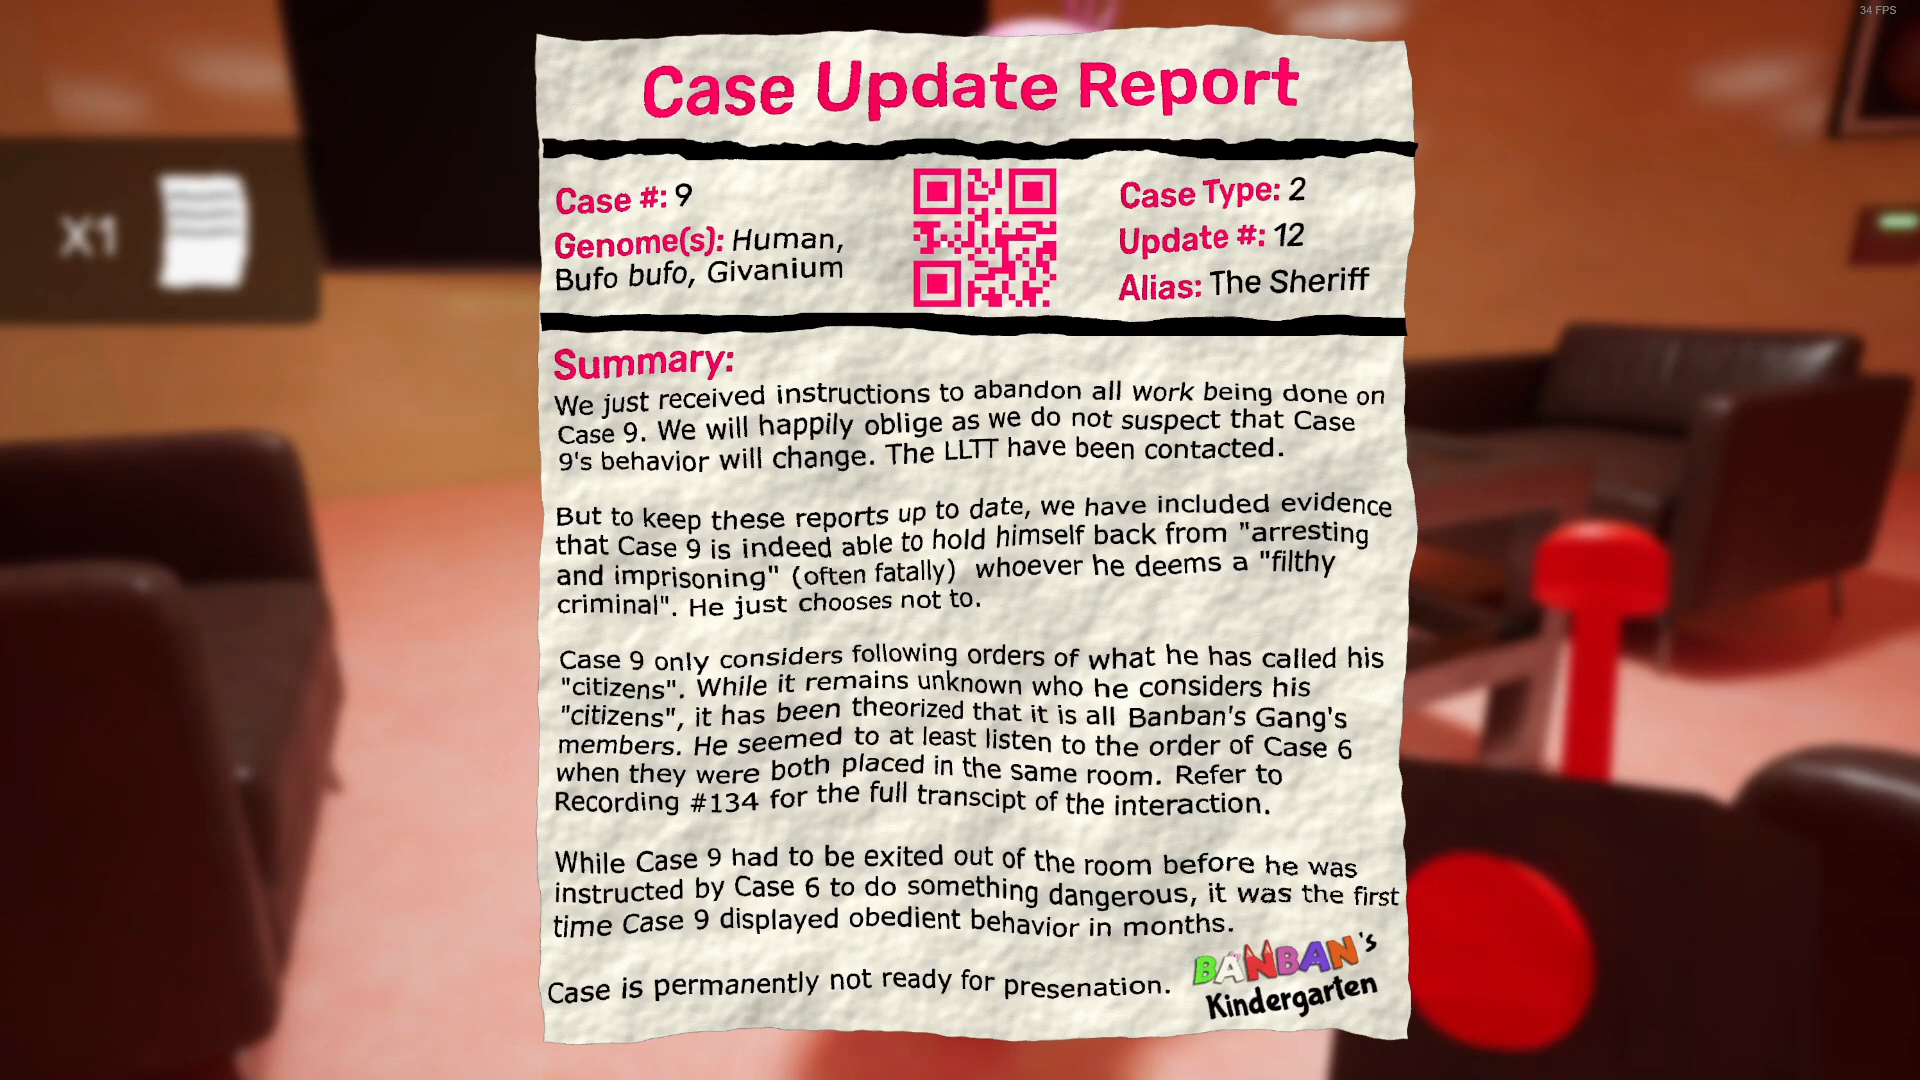 34 FPS
Case Update Report
X1
Case #: 9
Genome(s): Human,
Bufo bufo, Givanium
Case Type: 2
Update #: 12
Alias: The Sheriff
Summary:
We just received instructions to abandon all work being done on
Case 9. We will happily oblige as we do not suspect that Case
9's behavior will change. The LLTT have been contacted.
But to keep these reports up to date, we have included evidence
that Case 9 is indeed able to hold himself back from "arresting
and imprisoning" (often fatally) whoever he deems a "filthy
criminal". He just chooses not to.
Case 9 only considers following orders of what he has called his
"citizens". While it remains unknown who he considers his
"citizens", it has been theorized that it is all Banban's Gang's
members. He seemed to at least listen to the order of Case 6
when they were both placed in the same room. Refer to
Recording #134 for the full transcipt of the interaction.
While Case 9 had to be exited out of the room before he was
instructed by Case 6 to do something dangerous, it was the first
time Case 9 displayed obedient behavior in months.
Case is permanently not ready for presenation.
BANBAN's
Kindergarten